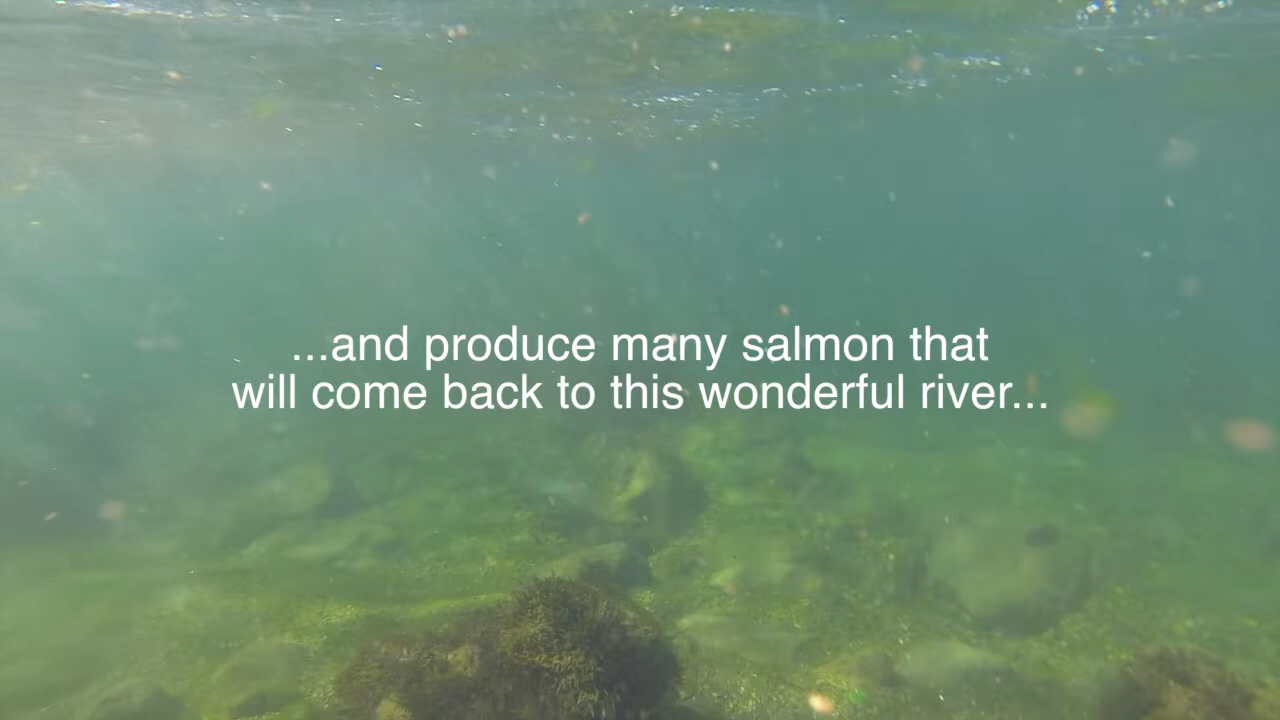 ...and produce many salmon that
will come back to this wonderful river...